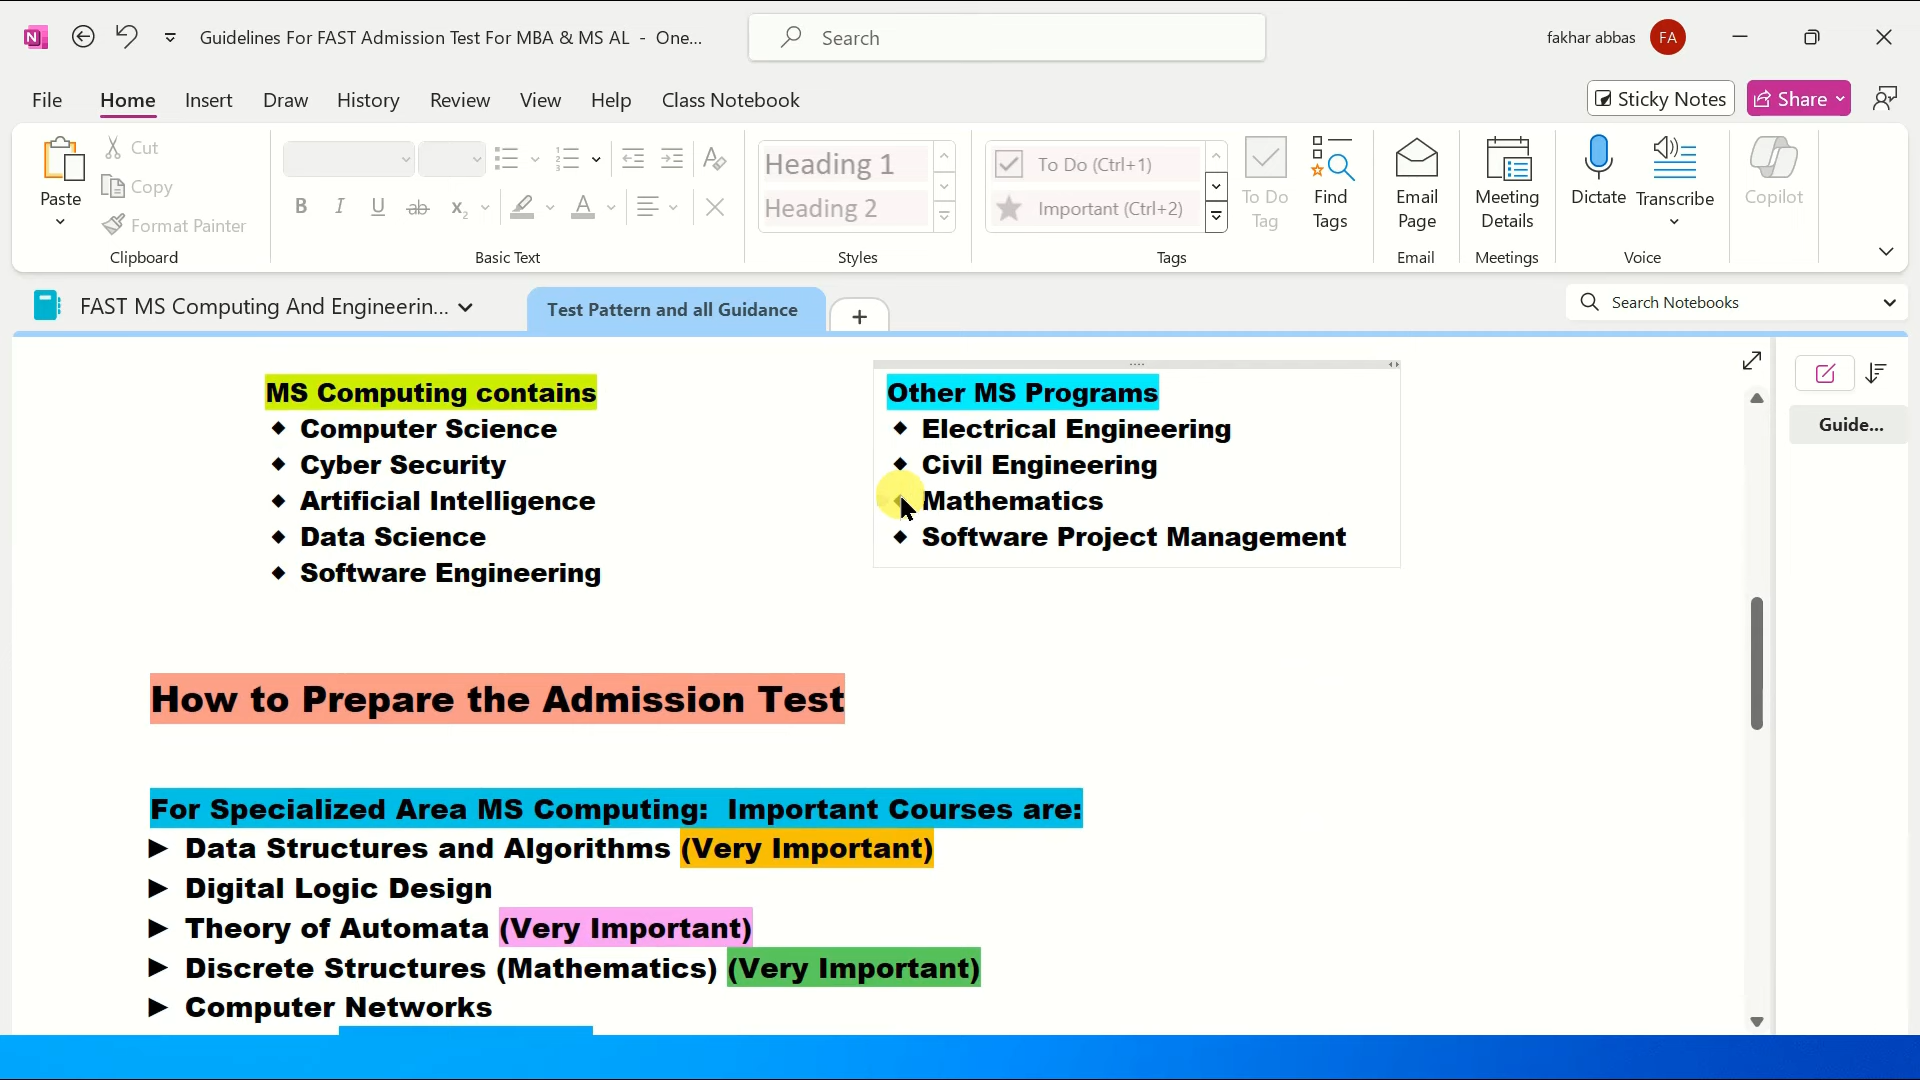 Guidelines For FAST Admission Test For MBA & MS AL - One...
Search
fakhar abbas
FA
File
Home
Insert
Draw
History
Review
View
Help
Class Notebook
Sticky Notes
Share
Paste
Cut
Copy
Format Painter
Clipboard
B I U ab x₂ A
Basic Text
Heading 1
Heading 2
Styles
To Do (Ctrl+1)
Important (Ctrl+2)
To Do Tag
Find Tags
Tags
Email Page
Email
Meeting Details
Meetings
Dictate
Transcribe
Voice
Copilot
FAST MS Computing And Engineerin...
Test Pattern and all Guidance
+
Search Notebooks
Guide...
MS Computing contains
◆ Computer Science
◆ Cyber Security
◆ Artificial Intelligence
◆ Data Science
◆ Software Engineering
Other MS Programs
◆ Electrical Engineering
◆ Civil Engineering
◆ Mathematics
◆ Software Project Management
How to Prepare the Admission Test
For Specialized Area MS Computing: Important Courses are:
► Data Structures and Algorithms (Very Important)
► Digital Logic Design
► Theory of Automata (Very Important)
► Discrete Structures (Mathematics) (Very Important)
► Computer Networks